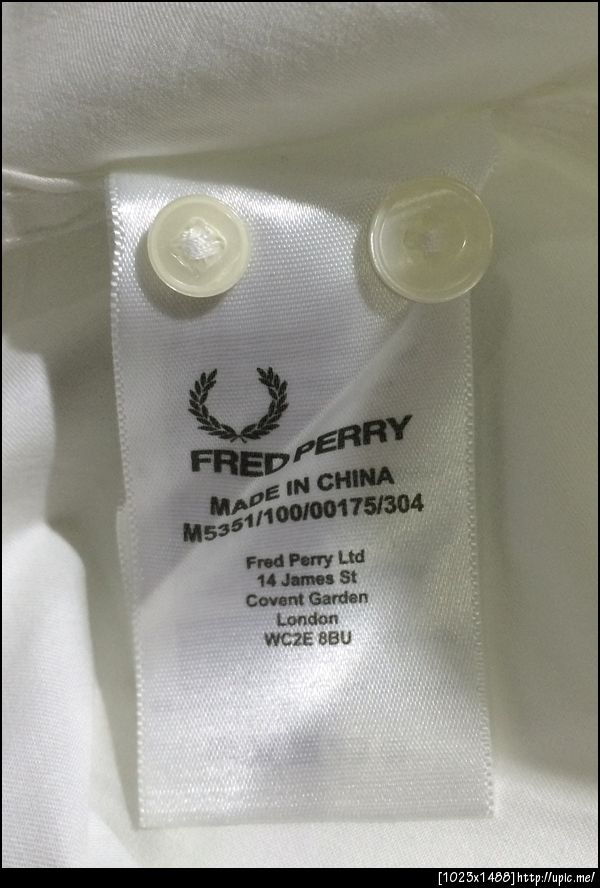 FRED PERRY
MADE IN CHINA
M5351/100/00175/304
Fred Perry Ltd
14 James St
Covent Garden
London
WC2E 8BU
[1023x1488]http://upic.me/